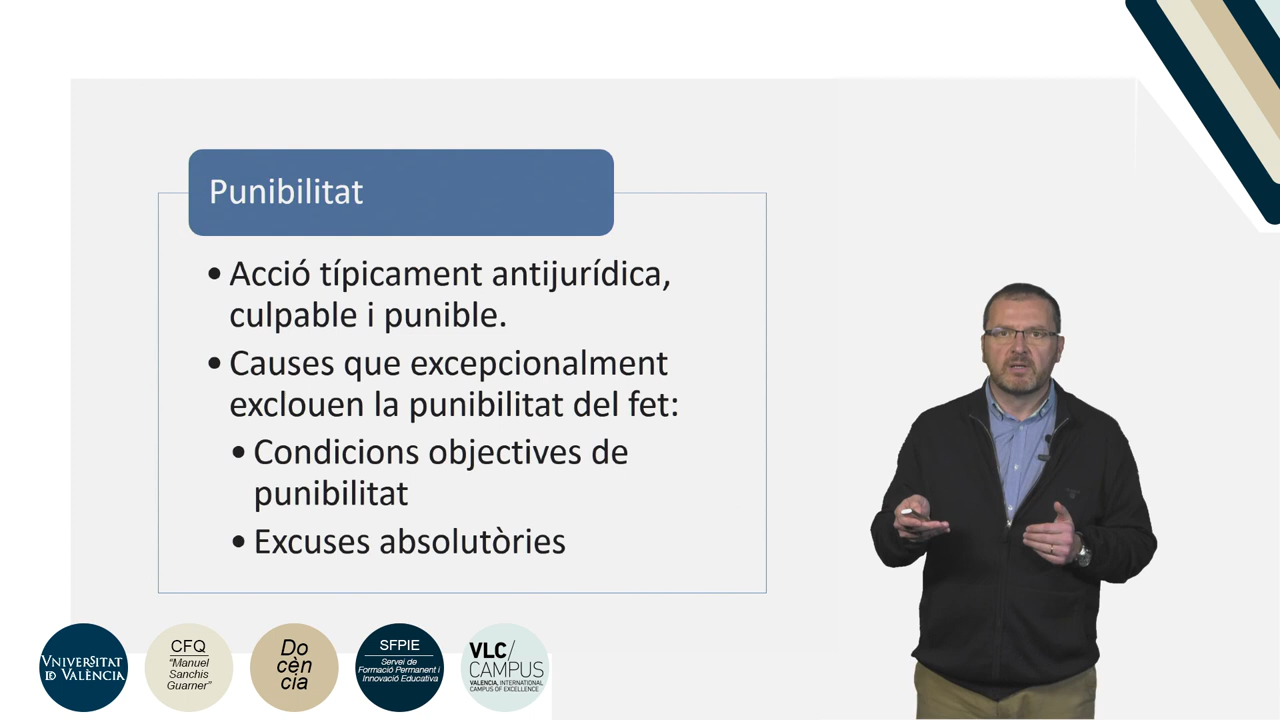 Punibilitat
• Acció típicament antijurídica,
culpable i punible.
• Causes que excepcionalment
exclouen la punibilitat del fet:
• Condicions objectives de
punibilitat
• Excuses absolutòries
VNIVERSITAT
ID VALÈNCIA
CFQ
"Manuel
Sanchis
Guarner"
Do
cèn
cia
SFPIE
Servei de
Formació Permanent i
Innovació Educativa
VLC/
CAMPUS
VALENCIA, INTERNATIONAL
CAMPUS OF EXCELLENCE